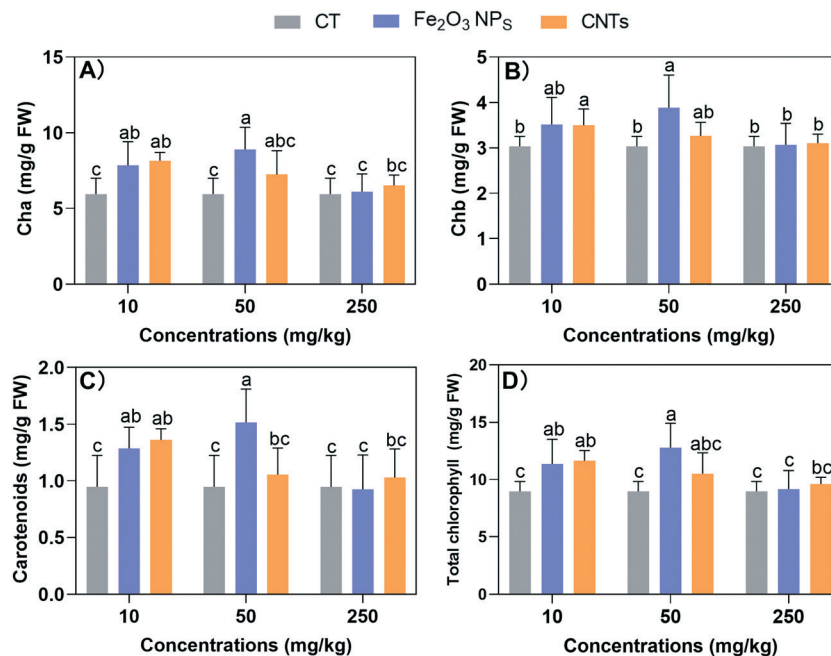 CT Fe₂O₃ NPs CNTs
A)
Cha (mg/g FW)
15
10
5
0
c ab ab c a abc c c bc
10 50 250
Concentrations (mg/kg)
B)
Chb (mg/g FW)
5
4
3
2
1
0
b ab a b a ab b b b
10 50 250
Concentrations (mg/kg)
C)
Carotenoids (mg/g FW)
2.0
1.5
1.0
0.5
0.0
c ab ab c a bc c c bc
10 50 250
Concentrations (mg/kg)
D)
Total chlorophyll (mg/g FW)
20
15
10
5
0
c ab ab c a abc c c bc
10 50 250
Concentrations (mg/kg)